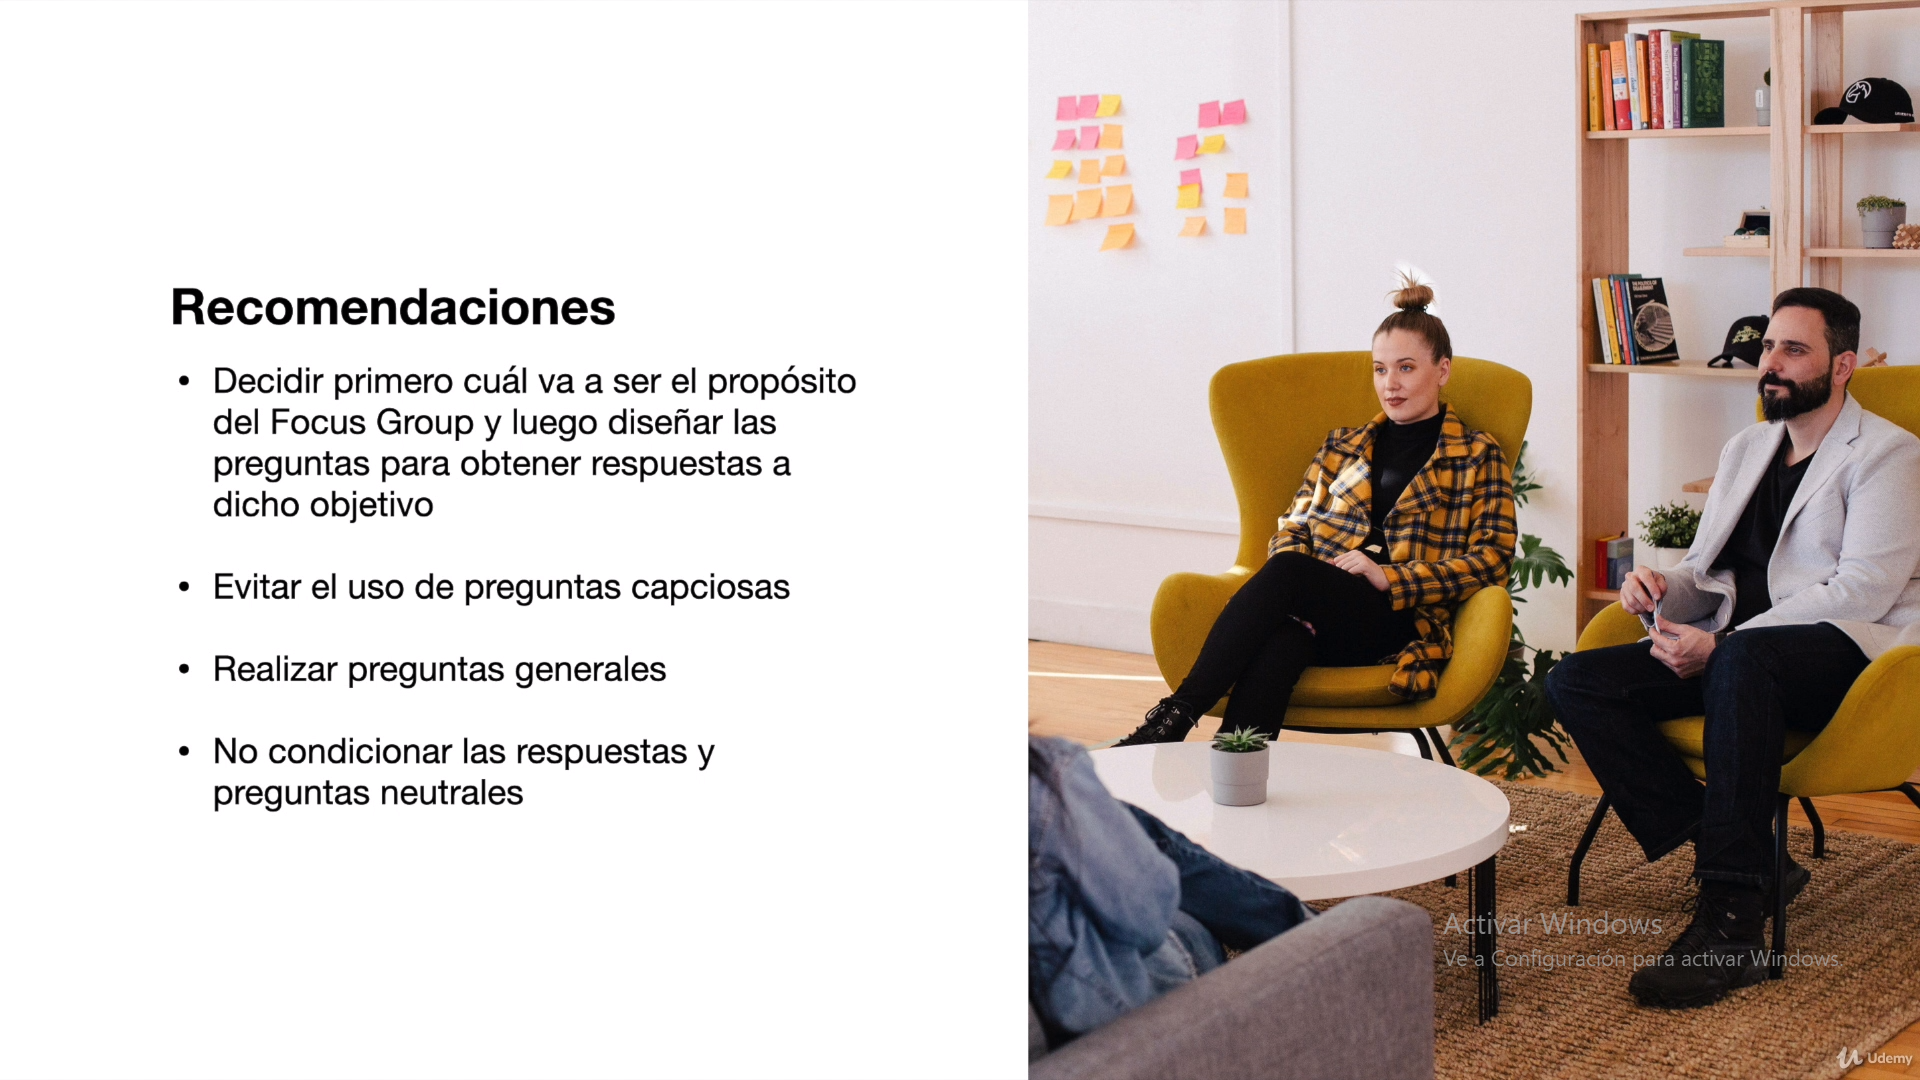 Recomendaciones
• Decidir primero cuál va a ser el propósito
del Focus Group y luego diseñar las
preguntas para obtener respuestas a
dicho objetivo
• Evitar el uso de preguntas capciosas
• Realizar preguntas generales
• No condicionar las respuestas y
preguntas neutrales
Activar Windows
Ve a Configuración para activar Windows.
Udemy